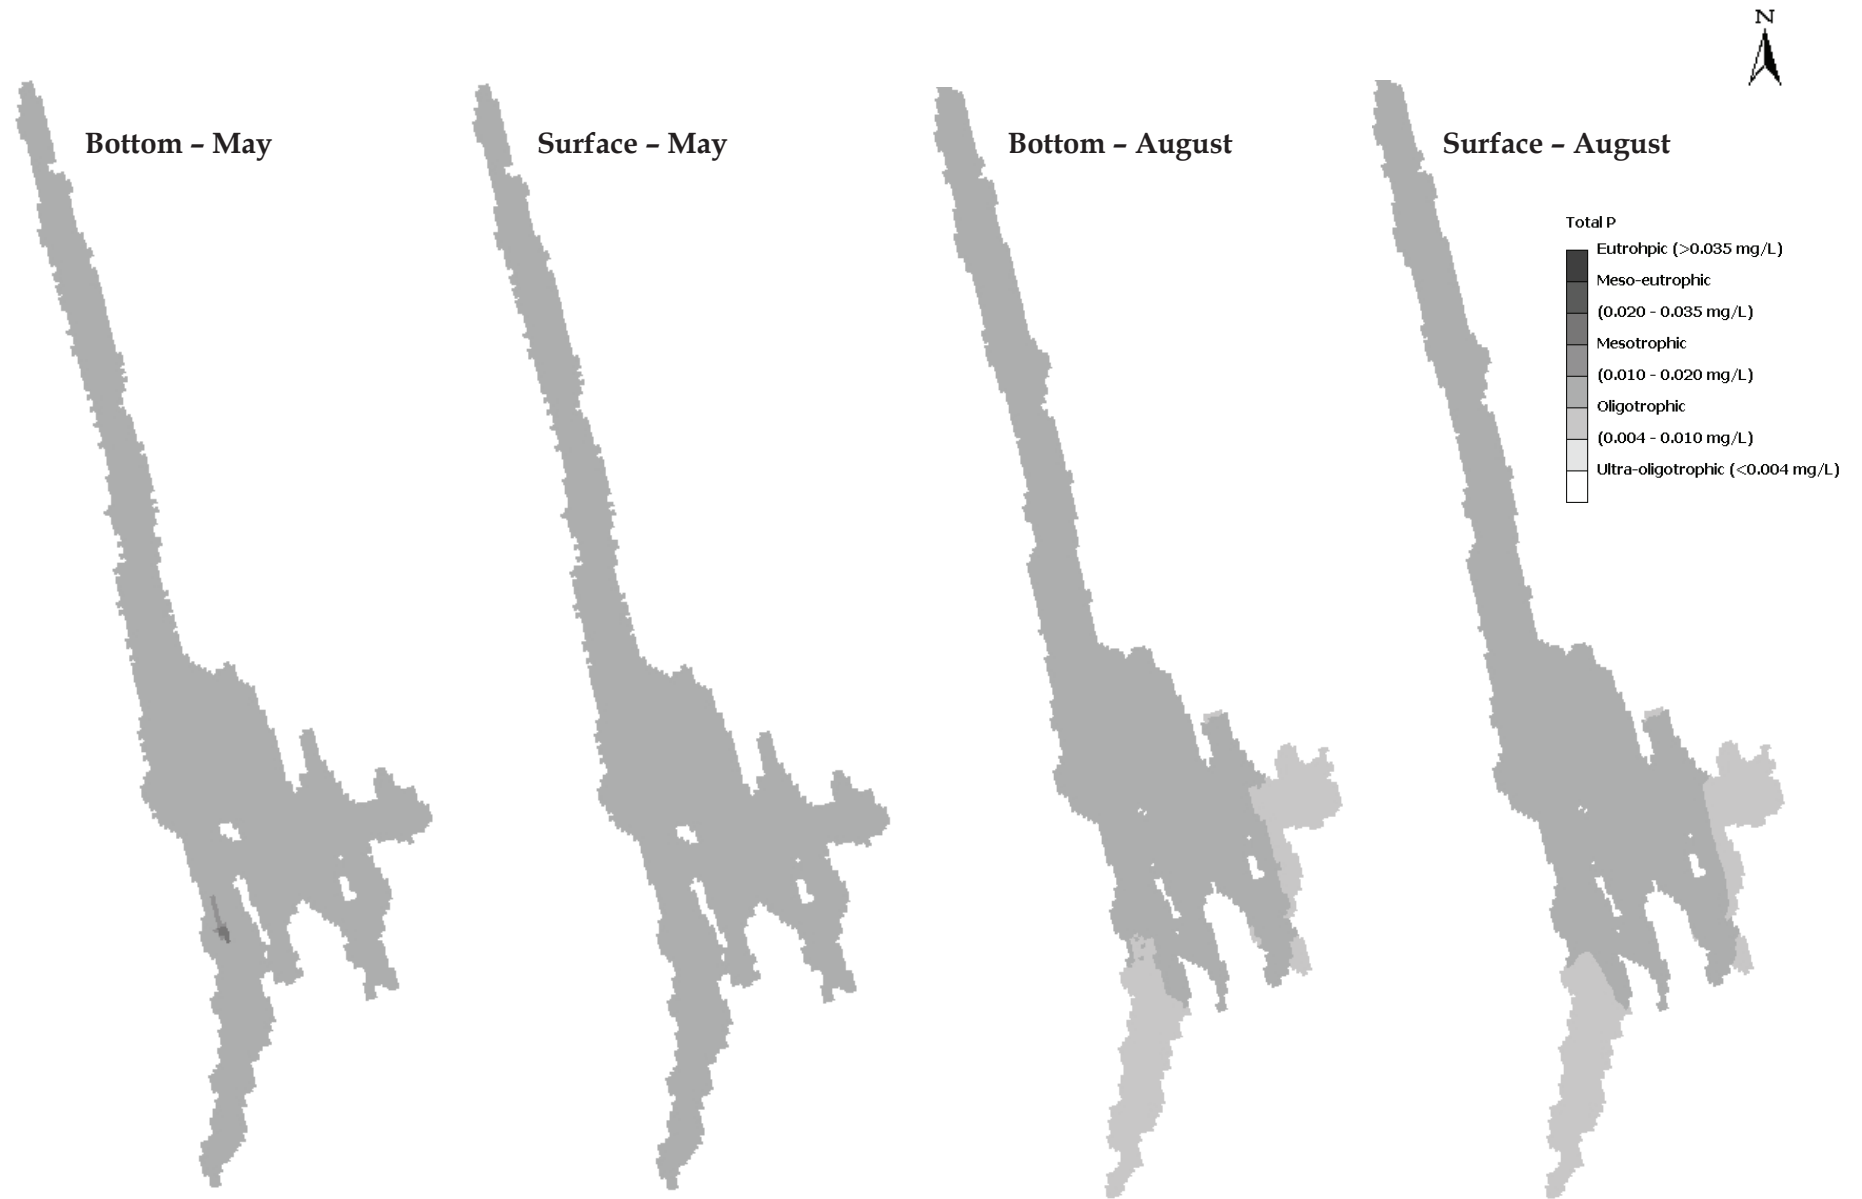 N
Bottom – May
Surface – May
Bottom – August
Surface – August
Total P
Eutrohpic (>0.035 mg/L)
Meso-eutrophic
(0.020 - 0.035 mg/L)
Mesotrophic
(0.010 - 0.020 mg/L)
Oligotrophic
(0.004 - 0.010 mg/L)
Ultra-oligotrophic (<0.004 mg/L)